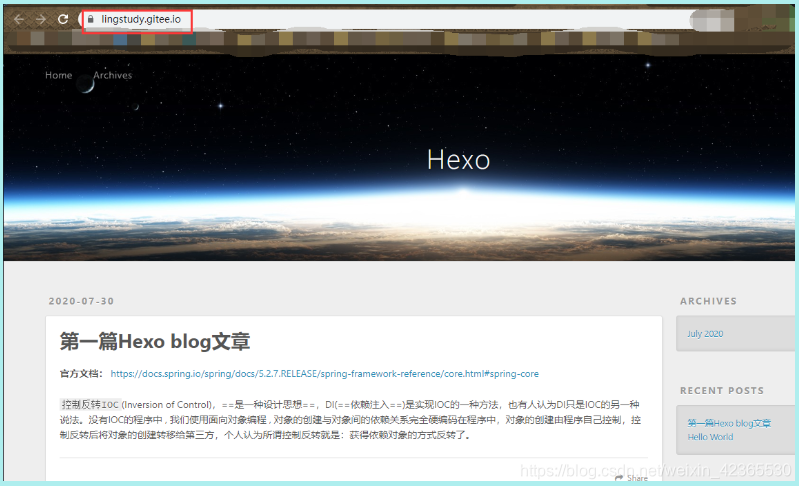 lingstudy.gitee.io
Home Archives
Hexo
2020-07-30
第一篇Hexo blog文章
官方文档： https://docs.spring.io/spring/docs/5.2.7.RELEASE/spring-framework-reference/core.html#spring-core
控制反转IOC(Inversion of Control)，==是一种设计思想==，DI(==依赖注入==)是实现IOC的一种方法，也有人认为DI只是IOC的另一种
说法。没有IOC的程序中 , 我们使用面向对象编程 , 对象的创建与对象间的依赖关系完全硬编码在程序中，对象的创建由程序自己控制，控
制反转后将对象的创建转移给第三方，个人认为所谓控制反转就是：获得依赖对象的方式反转了。
Share
ARCHIVES
July 2020
RECENT POSTS
第一篇Hexo blog文章
Hello World
https://blog.csdn.net/weixin_42365530